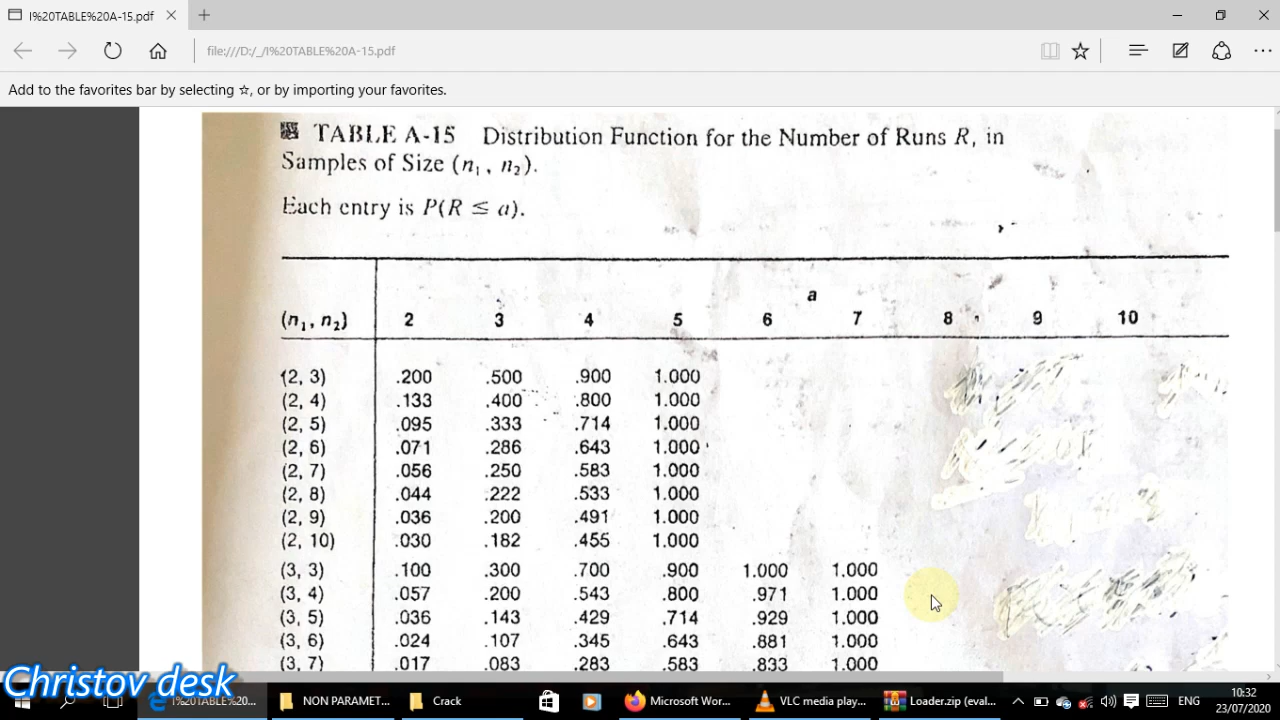 I%20TABLE%20A-15.pdf
file:///D:/_/I%20TABLE%20A-15.pdf
Add to the favorites bar by selecting ☆, or by importing your favorites.
TABLE A-15 Distribution Function for the Number of Runs R, in
Samples of Size (n₁, n₂).
Each entry is P(R ≤ a).
a
(n₁, n₂) 2 3 4 5 6 7 8 9 10
(2, 3) .200 .500 .900 1.000
(2, 4) .133 .400 .800 1.000
(2, 5) .095 .333 .714 1.000
(2, 6) .071 .286 .643 1.000
(2, 7) .056 .250 .583 1.000
(2, 8) .044 .222 .533 1.000
(2, 9) .036 .200 .491 1.000
(2, 10) .030 .182 .455 1.000
(3, 3) .100 .300 .700 .900 1.000 1.000
(3, 4) .057 .200 .543 .800 .971 1.000
(3, 5) .036 .143 .429 .714 .929 1.000
(3, 6) .024 .107 .345 .643 .881 1.000
(3, 7) .017 .083 .283 .583 .833 1.000
Christov desk
I%20TABLE%20... NON PARAMET... Crack Microsoft Wor... VLC media play... Loader.zip (eval... ENG 10:32
23/07/2020